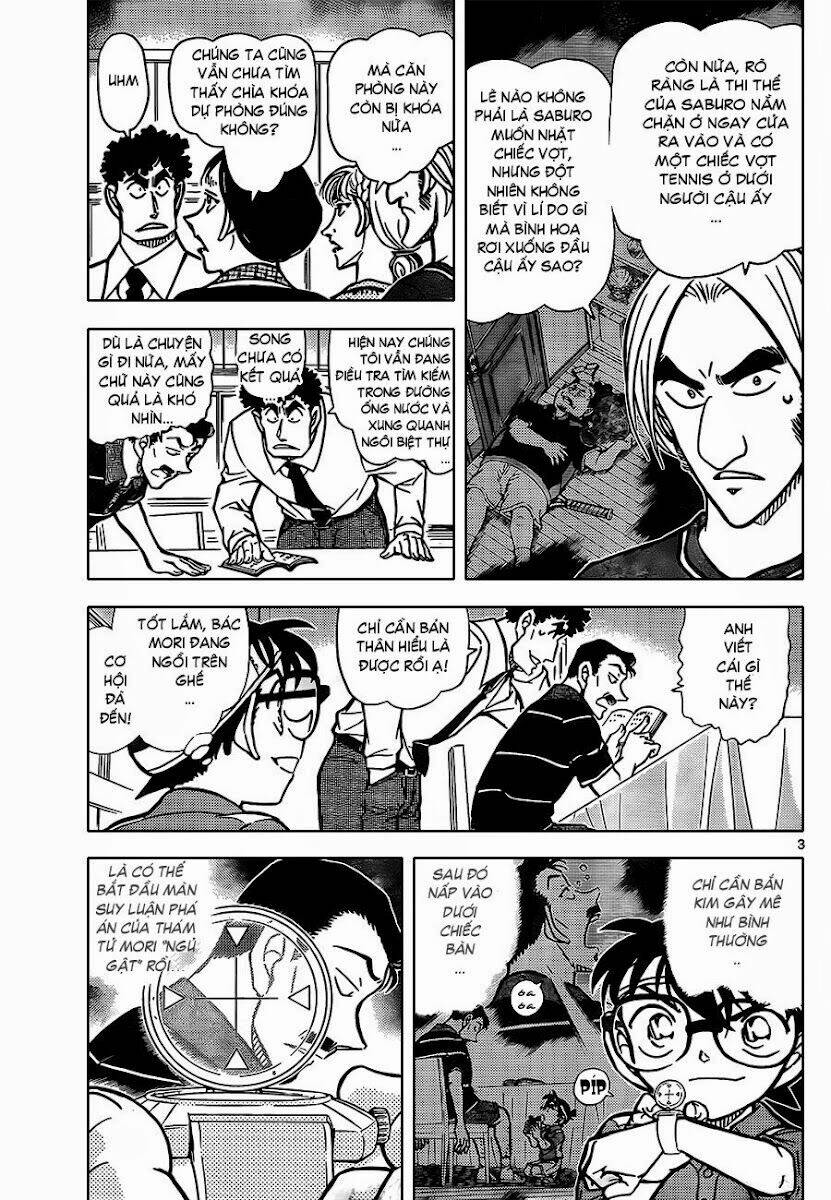 CÒN NỮA, RÕ
RÀNG LÀ THI THỂ
CỦA SABURO NẰM
CHẶN Ở NGAY CỬA
RA VÀO VÀ CÓ
MỘT CHIẾC VỢT
TENNIS Ở DƯỚI
NGƯỜI CẬU ẤY
...
LẼ NÀO KHÔNG
PHẢI LÀ SABURO
MUỐN NHẶT
CHIẾC VỢT,
NHƯNG ĐỘT
NHIÊN KHÔNG
BIẾT VÌ LÍ DO GÌ
MÀ BÌNH HOA
RƠI XUỐNG ĐẦU
CẬU ẤY SAO?
MÀ CĂN
PHÒNG NÀY
CÒN BỊ KHÓA
NỮA
...
CHÚNG TA CŨNG
VẪN CHƯA TÌM
THẤY CHÌA KHÓA
DỰ PHÒNG ĐÚNG
KHÔNG?
UHM
HIỆN NAY CHÚNG
TÔI VẪN ĐANG
ĐIỀU TRA TÌM KIẾM
TRONG ĐƯỜNG
ỐNG NƯỚC VÀ
XUNG QUANH
NGÔI BIỆT THỰ
...
SONG
CHƯA CÓ
KẾT QUẢ
DÙ LÀ CHUYỆN
GÌ ĐI NỮA, MẤY
CHỮ NÀY CŨNG
QUẢ LÀ KHÓ
NHÌN...
ANH
VIẾT
CÁI GÌ
THẾ
NÀY?
CHỈ CẦN BẢN
THÂN HIỂU LÀ
ĐƯỢC RỒI Ạ!
TỐT LẮM, BÁC
MORI ĐANG
NGỒI TRÊN
GHẾ
...
CƠ
HỘI
ĐÃ
ĐẾN!
3
CHỈ CẦN BẮN
KIM GÂY MÊ
NHƯ BÌNH
THƯỜNG
..
SAU ĐÓ
NẤP VÀO
DƯỚI
CHIẾC
BÀN
...
PÍP
LÀ CÓ THỂ
BẮT ĐẦU MÀN
SUY LUẬN PHÁ
ÁN CỦA THÁM
TỬ MORI "NGỦ
GẬT" RỒI...